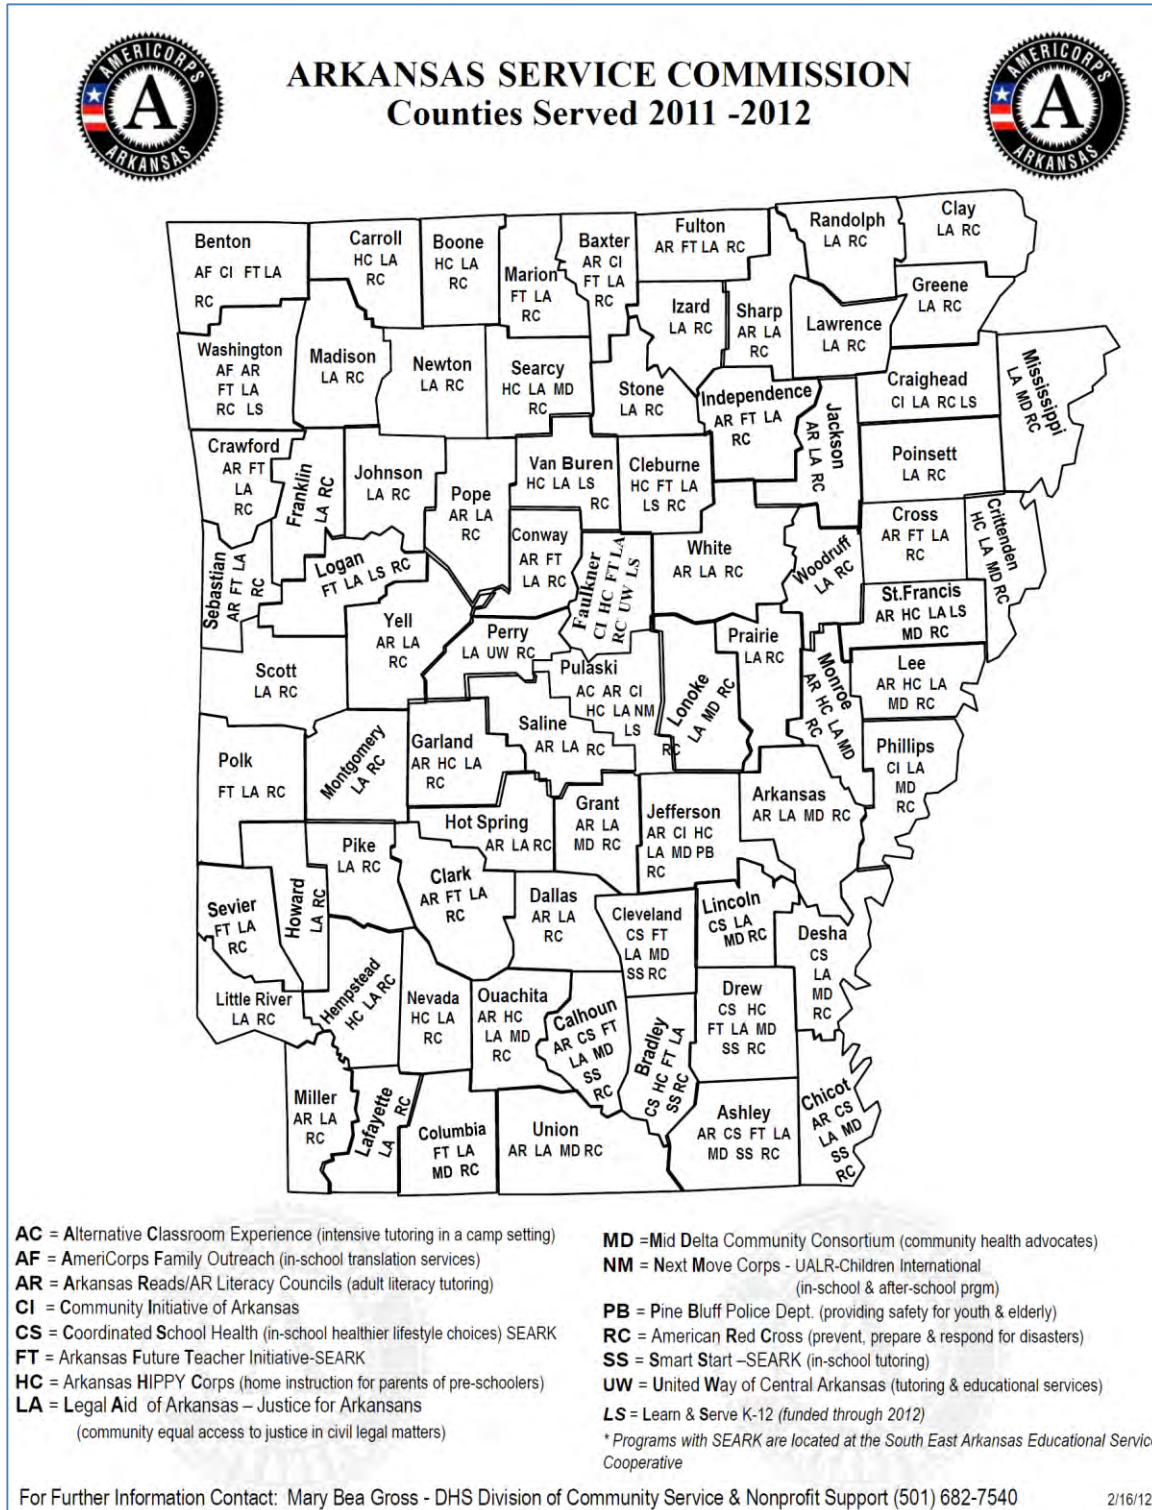 AMERICORPS
A
ARKANSAS
AMERICORPS
A
ARKANSAS
ARKANSAS SERVICE COMMISSION
Counties Served 2011 -2012
Benton
AF CI FT LA
RC
Carroll
HC LA
RC
Boone
HC LA
RC
Marion
FT LA
RC
Baxter
AR CI
FT LA
RC
Fulton
AR FT LA RC
Randolph
LA RC
Clay
LA RC
Izard
LA RC
Sharp
AR LA
RC
Lawrence
LA RC
Greene
LA RC
Washington
AF AR
FT LA
RC LS
Madison
LA RC
Newton
LA RC
Searcy
HC LA MD
RC
Stone
LA RC
Independence
AR FT LA
RC
Jackson
AR LA RC
Craighead
CI LA RC LS
Mississippi
LA MD RC
Crawford
AR FT
LA
RC
Franklin
LA RC
Johnson
LA RC
Pope
AR LA
RC
Van Buren
HC LA LS
RC
Cleburne
HC FT LA
LS RC
Poinsett
LA RC
Sebastian
AR FT LA
RC
Logan
FT LA LS RC
Conway
AR FT
LA RC
Faulkner
CI HC FT LA
RC UW LS
White
AR LA RC
Woodruff
LA RC
Cross
AR FT LA
RC
Crittenden
HC LA MD RC
St.Francis
AR HC LA LS
MD RC
Scott
LA RC
Yell
AR LA
RC
Perry
LA UW RC
Pulaski
AC AR CI
HC LA NM
LS
RC
Lonoke
LA MD RC
Prairie
LA RC
Monroe
AR HC LA MD
RC
Lee
AR HC LA
MD RC
Polk
FT LA RC
Montgomery
LA RC
Garland
AR HC LA
RC
Saline
AR LA RC
Phillips
CI LA
MD
RC
Hot Spring
AR LA RC
Grant
AR LA
MD RC
Jefferson
AR CI HC
LA MD PB
RC
Arkansas
AR LA MD RC
Sevier
FT LA
RC
Howard
LA RC
Pike
LA RC
Clark
AR FT LA
RC
Dallas
AR LA
RC
Cleveland
CS FT
LA MD
SS RC
Lincoln
CS LA
MD RC
Desha
CS
LA
MD
RC
Little River
LA RC
Hempstead
HC LA RC
Nevada
HC LA
RC
Ouachita
AR HC
LA MD
RC
Calhoun
AR CS FT
LA MD
SS
RC
Bradley
CS HC FT LA
SS RC
Drew
CS HC
FT LA MD
SS RC
Miller
AR LA
RC
Lafayette
LA RC
Columbia
FT LA
MD RC
Union
AR LA MD RC
Ashley
AR CS FT LA
MD SS RC
Chicot
AR CS
LA MD
SS
RC
AC = Alternative Classroom Experience (intensive tutoring in a camp setting)
AF = AmeriCorps Family Outreach (in-school translation services)
AR = Arkansas Reads/AR Literacy Councils (adult literacy tutoring)
CI = Community Initiative of Arkansas
CS = Coordinated School Health (in-school healthier lifestyle choices) SEARK
FT = Arkansas Future Teacher Initiative-SEARK
HC = Arkansas HIPPY Corps (home instruction for parents of pre-schoolers)
LA = Legal Aid of Arkansas – Justice for Arkansans
(community equal access to justice in civil legal matters)
MD =Mid Delta Community Consortium (community health advocates)
NM = Next Move Corps - UALR-Children International
(in-school & after-school prgm)
PB = Pine Bluff Police Dept. (providing safety for youth & elderly)
RC = American Red Cross (prevent, prepare & respond for disasters)
SS = Smart Start –SEARK (in-school tutoring)
UW = United Way of Central Arkansas (tutoring & educational services)
LS = Learn & Serve K-12 (funded through 2012)
* Programs with SEARK are located at the South East Arkansas Educational Service
Cooperative
For Further Information Contact: Mary Bea Gross - DHS Division of Community Service & Nonprofit Support (501) 682-7540
2/16/12